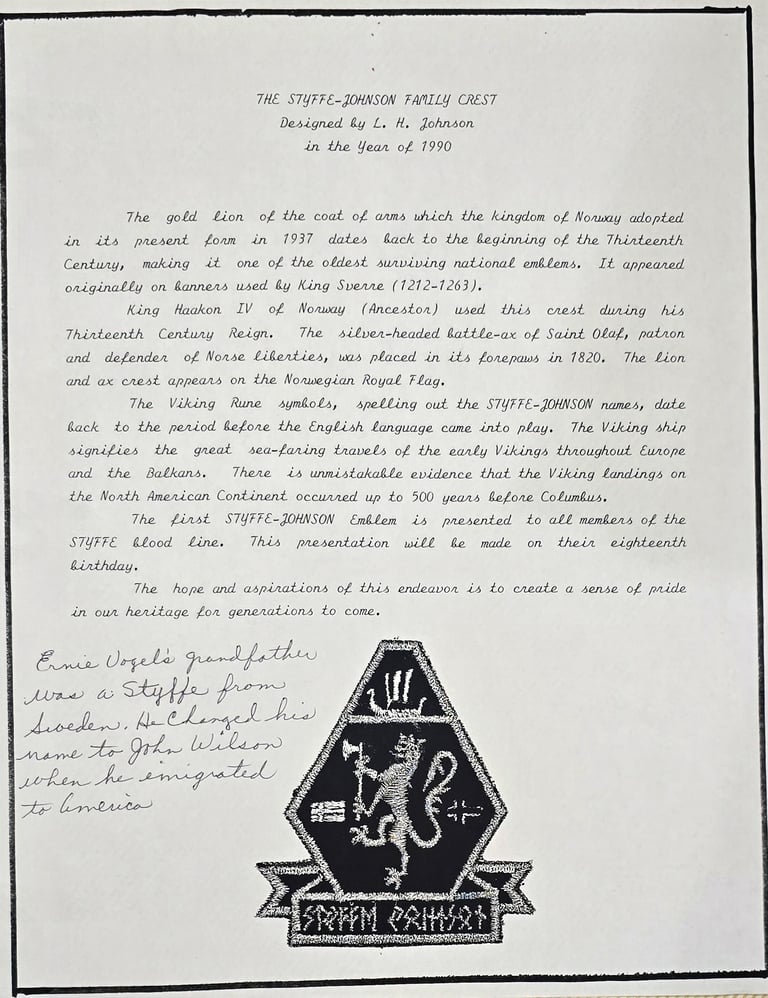 THE STYFFE-JOHNSON FAMILY CREST
Designed by L. H. Johnson
in the Year of 1990
The gold lion of the coat of arms which the kingdom of Norway adopted
in its present form in 1937 dates back to the beginning of the Thirteenth
Century, making it one of the oldest surviving national emblems. It appeared
originally on banners used by King Sverre (1212-1263).
King Haakon IV of Norway (Ancestor) used this crest during his
Thirteenth Century Reign. The silver-headed battle-ax of Saint Olaf, patron
and defender of Norse liberties, was placed in its forepaws in 1820. The lion
and ax crest appears on the Norwegian Royal Flag.
The Viking Rune symbols, spelling out the STYFFE-JOHNSON names, date
back to the period before the English language came into play. The Viking ship
signifies the great sea-faring travels of the early Vikings throughout Europe
and the Balkans. There is unmistakable evidence that the Viking landings on
the North American Continent occurred up to 500 years before Columbus.
The first STYFFE-JOHNSON Emblem is presented to all members of the
STYFFE blood line. This presentation will be made on their eighteenth
birthday.
The hope and aspirations of this endeavor is to create a sense of pride
in our heritage for generations to come.
Ernie Vogel's grandfather
was a Styffe from
Sweden. He Changed his
name to John Wilson
when he emigrated
to America